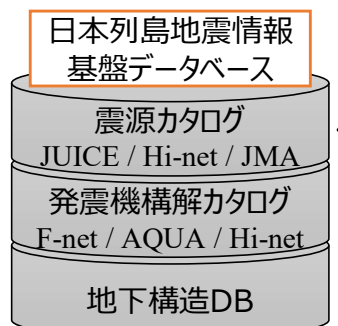 日本列島地震情報
基盤データベース
震源カタログ
JUICE / Hi-net / JMA
発震機構解カタログ
F-net / AQUA / Hi-net
地下構造DB